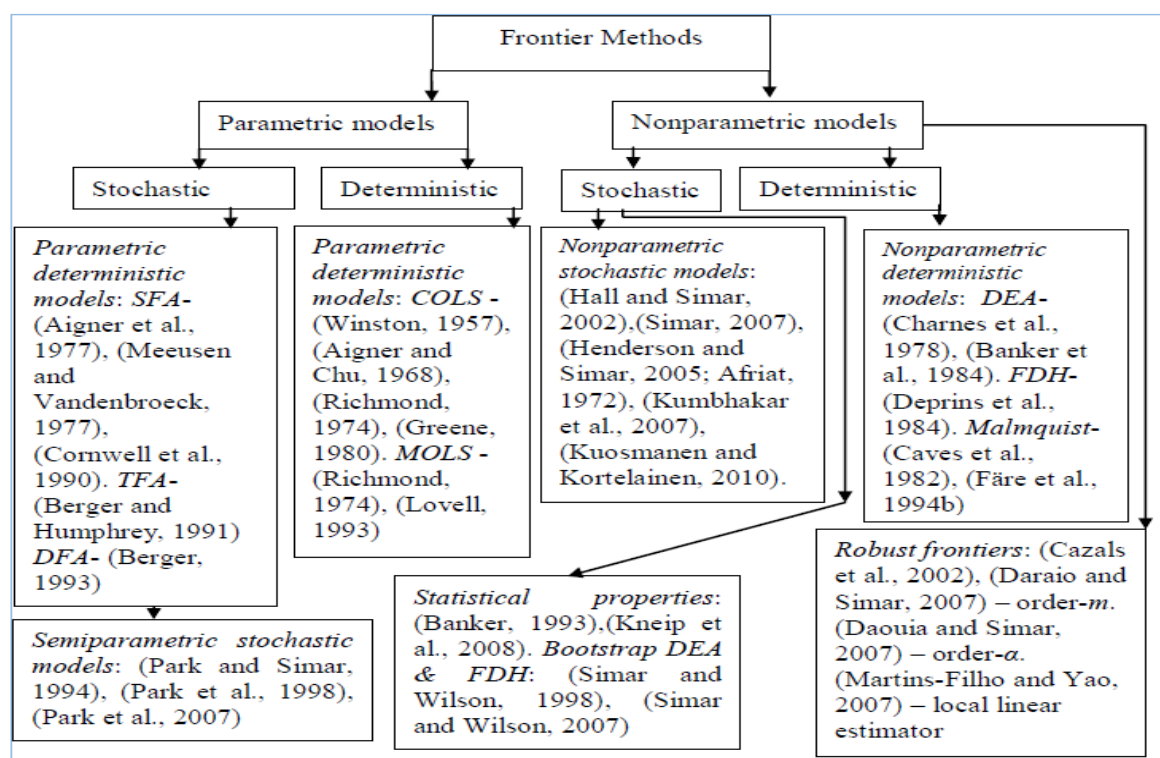 Frontier Methods
Parametric models
Nonparametric models
Stochastic
Deterministic
Stochastic
Deterministic
Parametric
deterministic
models: SFA-
(Aigner et al.,
1977), (Meeusen
and
Vandenbroeck,
1977),
(Cornwell et al.,
1990). TFA-
(Berger and
Humphrey, 1991)
DFA- (Berger,
1993)
Parametric
deterministic
models: COLS -
(Winston, 1957),
(Aigner and
Chu, 1968),
(Richmond,
1974), (Greene,
1980). MOLS -
(Richmond,
1974), (Lovell,
1993)
Nonparametric
stochastic models:
(Hall and Simar,
2002),(Simar, 2007),
(Henderson and
Simar, 2005; Afriat,
1972), (Kumbhakar
et al., 2007),
(Kuosmanen and
Kortelainen, 2010).
Nonparametric
deterministic
models: DEA-
(Charnes et al.,
1978), (Banker et
al., 1984). FDH-
(Deprins et al.,
1984). Malmquist-
(Caves et al.,
1982), (Färe et al.,
1994b)
Semiparametric stochastic
models: (Park and Simar,
1994), (Park et al., 1998),
(Park et al., 2007)
Statistical properties:
(Banker, 1993),(Kneip et
al., 2008). Bootstrap DEA
& FDH: (Simar and
Wilson, 1998), (Simar
and Wilson, 2007)
Robust frontiers: (Cazals
et al., 2002), (Daraio and
Simar, 2007) – order-m.
(Daouia and Simar,
2007) – order-α.
(Martins-Filho and Yao,
2007) – local linear
estimator